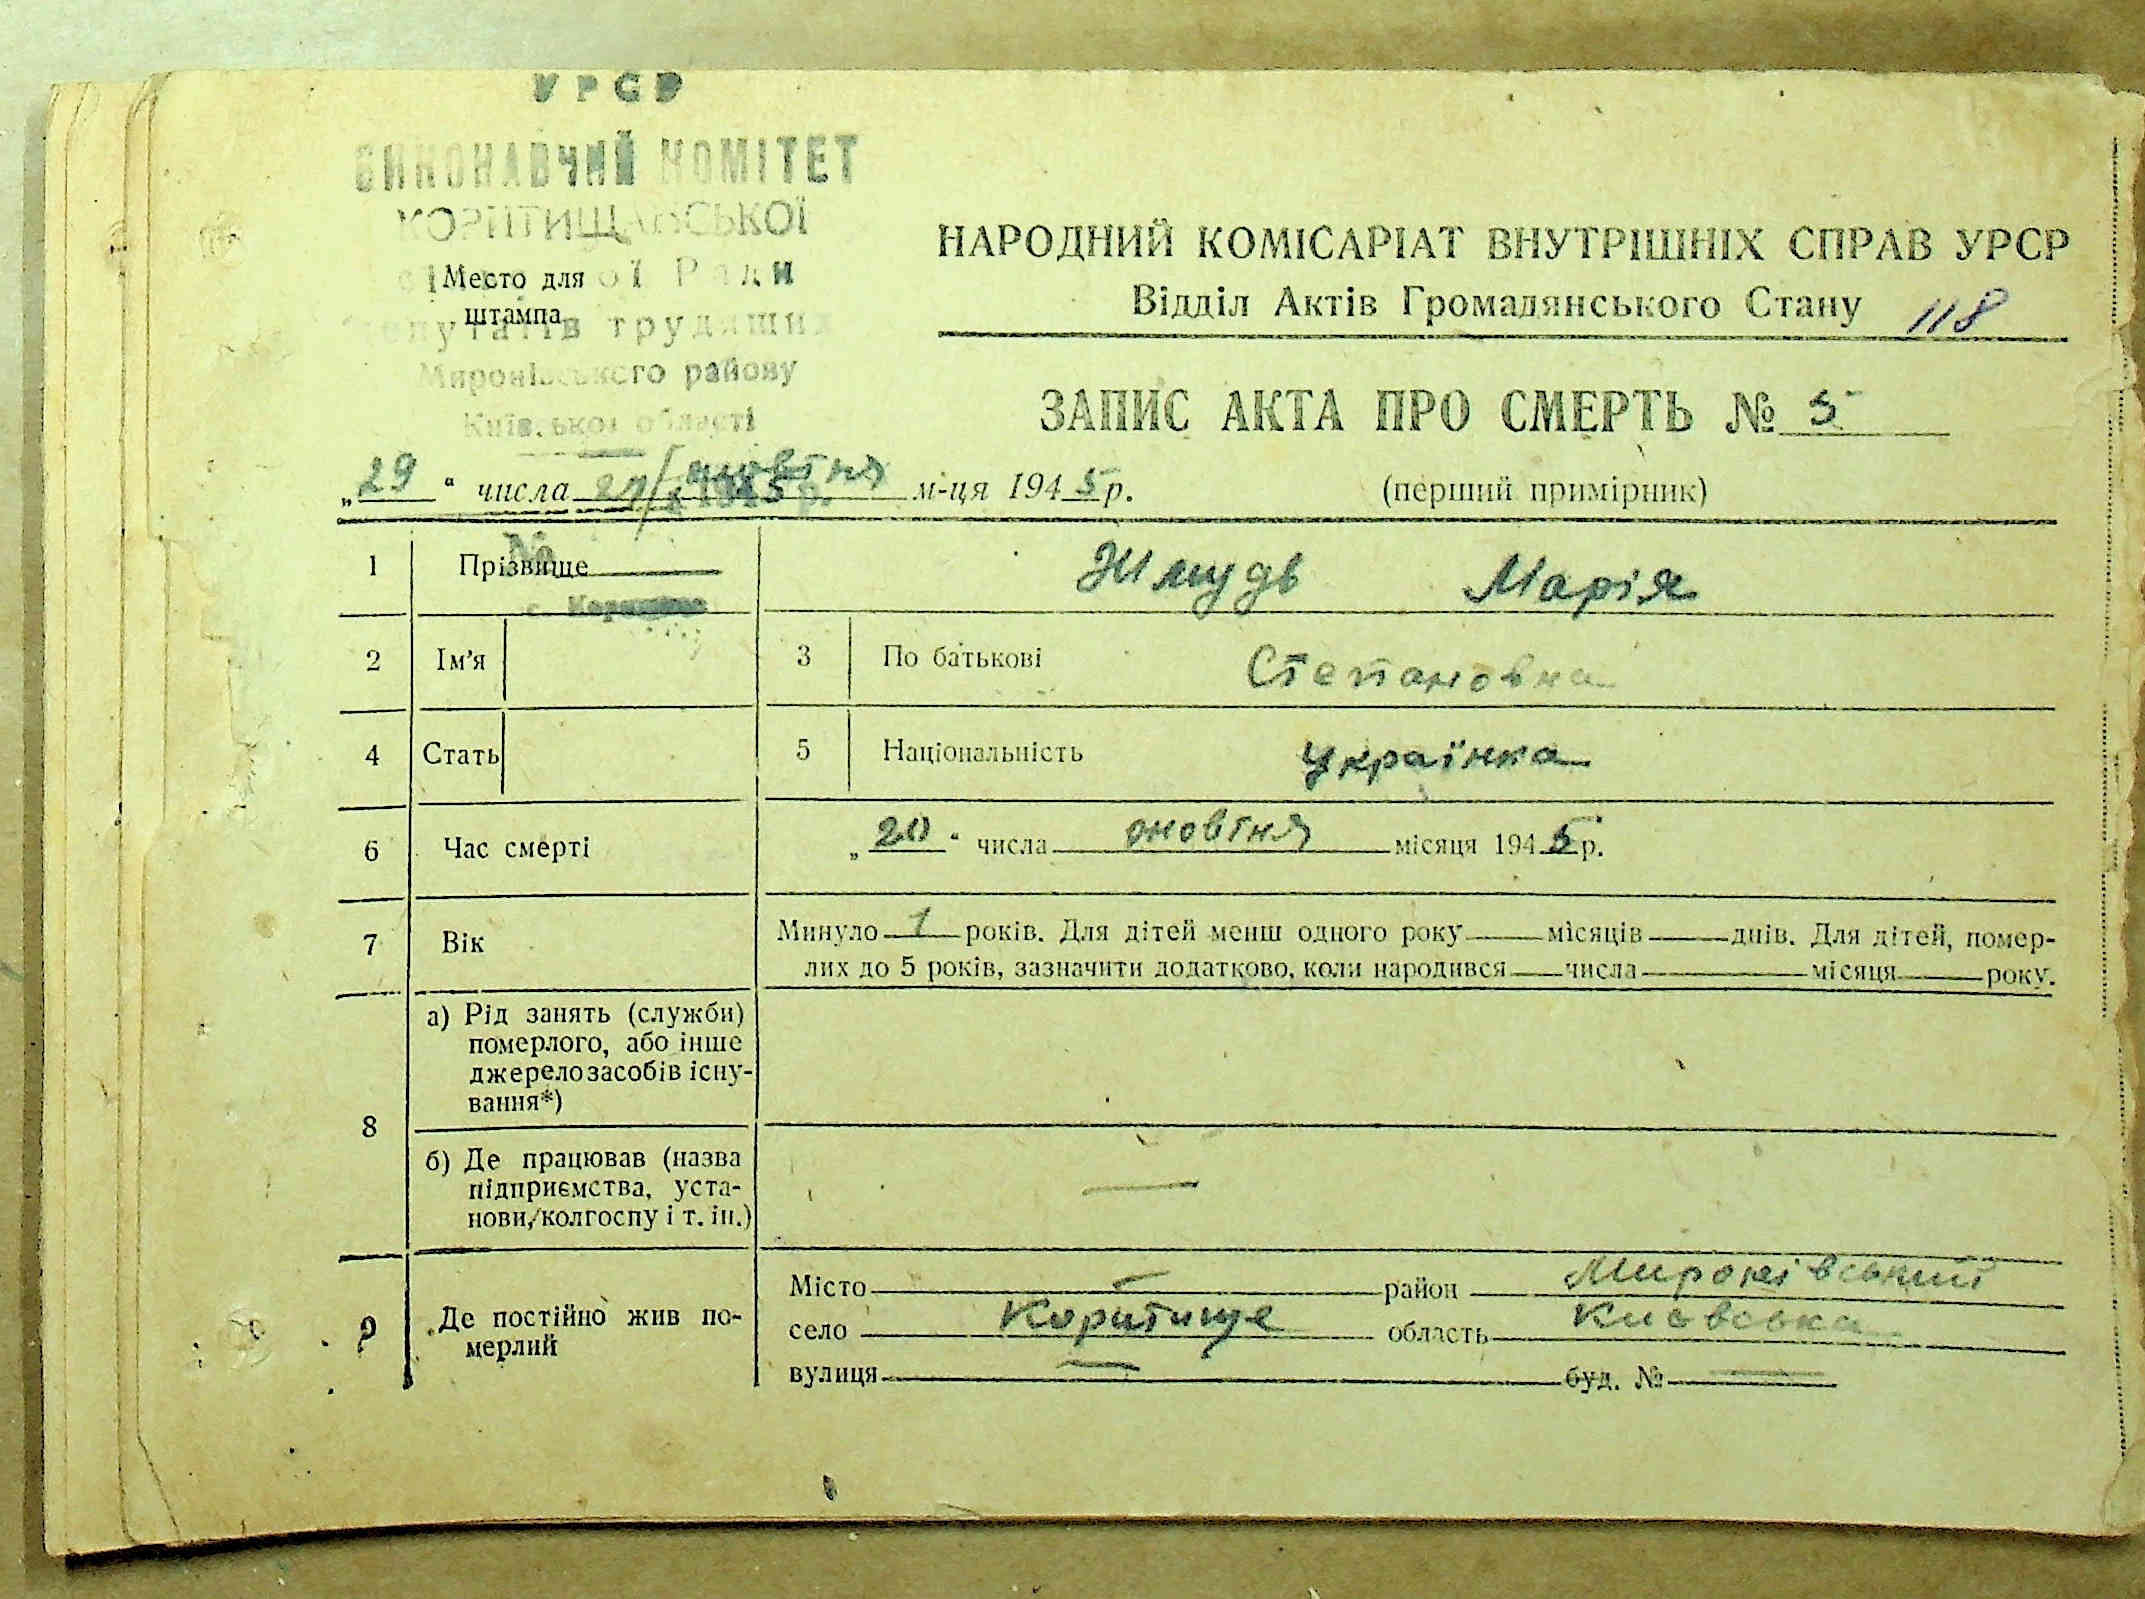 УРСР
ВИКОНАВЧИЙ КОМІТЕТ
КОРИТИЩАНСЬКОЇ
Ради
Место для
штампа
депутатів трудящих
Миронівського району
Київської області
НАРОДНИЙ КОМІСАРІАТ ВНУТРІШНІХ СПРАВ УРСР
Відділ Актів Громадянського Стану 118
ЗАПИС АКТА ПРО СМЕРТЬ № 5
„29“ числа жовтня м-ця 1945 р.
(перший примірник)
№
1 Прізвище Жмудь Марія
2 Ім’я 3 По батькові Степановна
4 Стать 5 Національність Українка
6 Час смерті „20“ числа жовтня місяця 1945 р.
7 Вік Минуло 1 років. Для дітей менш одного року місяців днів. Для дітей, помер-
лих до 5 років, зазначити додатково, коли народився числа місяця року.
8 а) Рід занять (служби)
померлого, або інше
джерело засобів існу-
вання*)
б) Де працював (назва
підприємства, уста-
нови, колгоспу і т. ін.) —
9 Де постійно жив по-
мерлий
Місто — район Миронівський
село Коритище область Киевська
вулиця — буд. № —